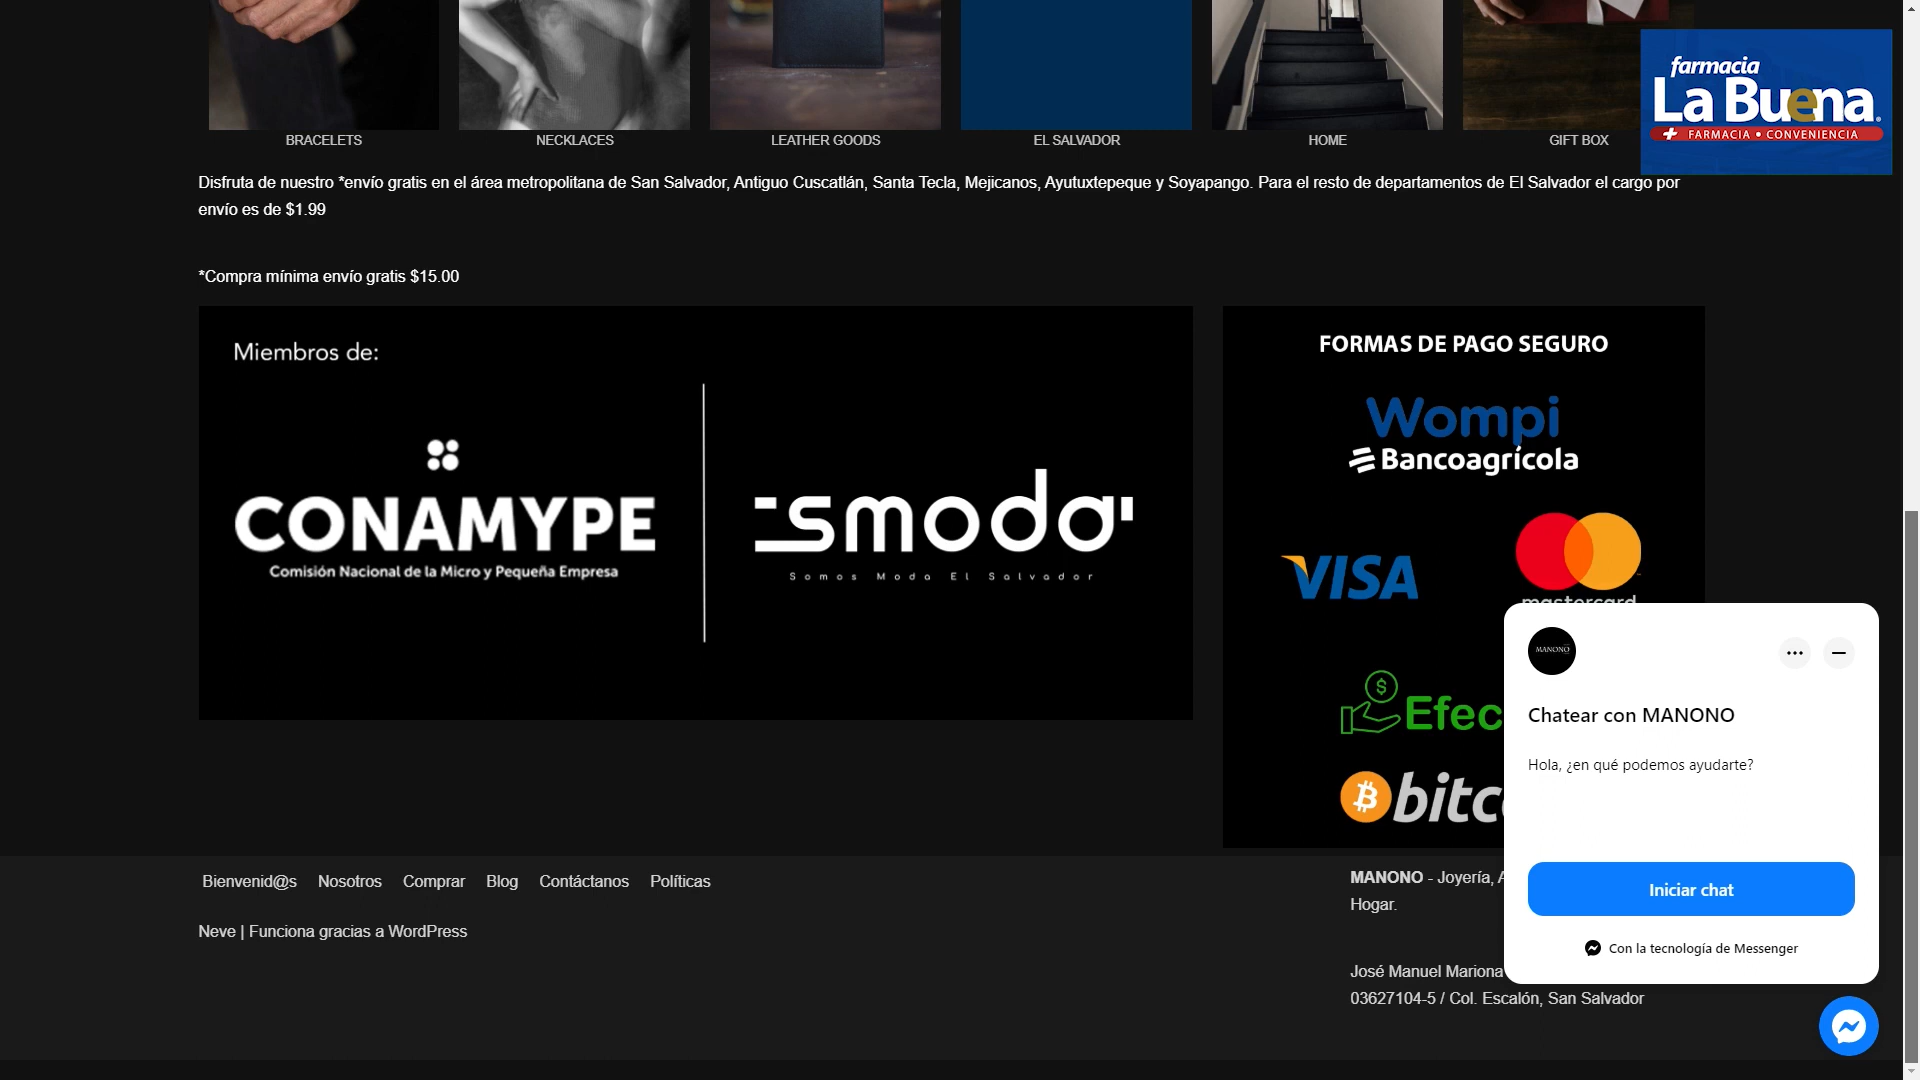 farmacia
La Buena®
FARMACIA • CONVENIENCIA
BRACELETS
NECKLACES
LEATHER GOODS
EL SALVADOR
HOME
GIFT BOX
Disfruta de nuestro *envío gratis en el área metropolitana de San Salvador, Antiguo Cuscatlán, Santa Tecla, Mejicanos, Ayutuxtepeque y Soyapango. Para el resto de departamentos de El Salvador el cargo por
envío es de $1.99
*Compra mínima envío gratis $15.00
Miembros de:
CONAMYPE
Comisión Nacional de la Micro y Pequeña Empresa
smoda
Somos Moda El Salvador
FORMAS DE PAGO SEGURO
Wompi
Bancoagrícola
VISA
mastercard
Efec
bitc
MANONO
Chatear con MANONO
Hola, ¿en qué podemos ayudarte?
Iniciar chat
Con la tecnología de Messenger
Bienvenid@s Nosotros Comprar Blog Contáctanos Políticas
Neve | Funciona gracias a WordPress
MANONO - Joyería, A
Hogar.
José Manuel Mariona
03627104-5 / Col. Escalón, San Salvador